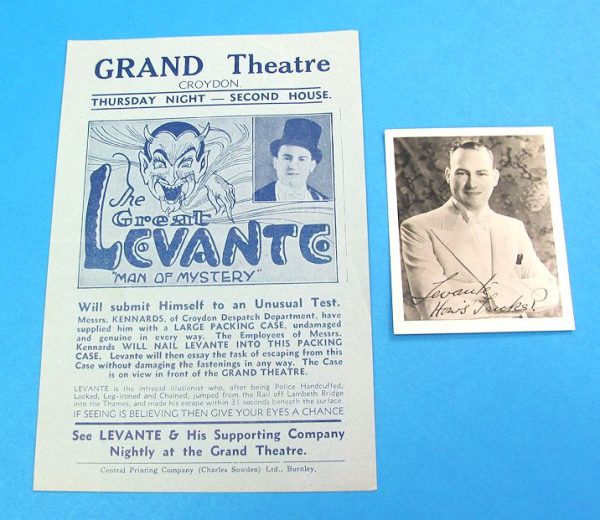 GRAND Theatre
CROYDON.
THURSDAY NIGHT — SECOND HOUSE.
The
Great
LEVANTE
"MAN OF MYSTERY"
Will submit Himself to an Unusual Test.
Messrs. KENNARDS, of Croydon Despatch Department, have
supplied him with a LARGE PACKING CASE, undamaged
and genuine in every way. The Employees of Messrs.
Kennards WILL NAIL LEVANTE INTO THIS PACKING
CASE. Levante will then essay the task of escaping from this
Case without damaging the fastenings in any way. The Case
is on view in front of the GRAND THEATRE.
LEVANTE is the intrepid illusionist who, after being Police Handcuffed,
Locked, Leg-ironed and Chained, jumped from the Rail off Lambeth Bridge
into the Thames, and made his escape within 31 seconds beneath the surface.
IF SEEING IS BELIEVING THEN GIVE YOUR EYES A CHANCE
See LEVANTE & His Supporting Company
Nightly at the Grand Theatre.
Central Printing Company (Charles Sowden) Ltd., Burnley.
Levante
How's Tricks?